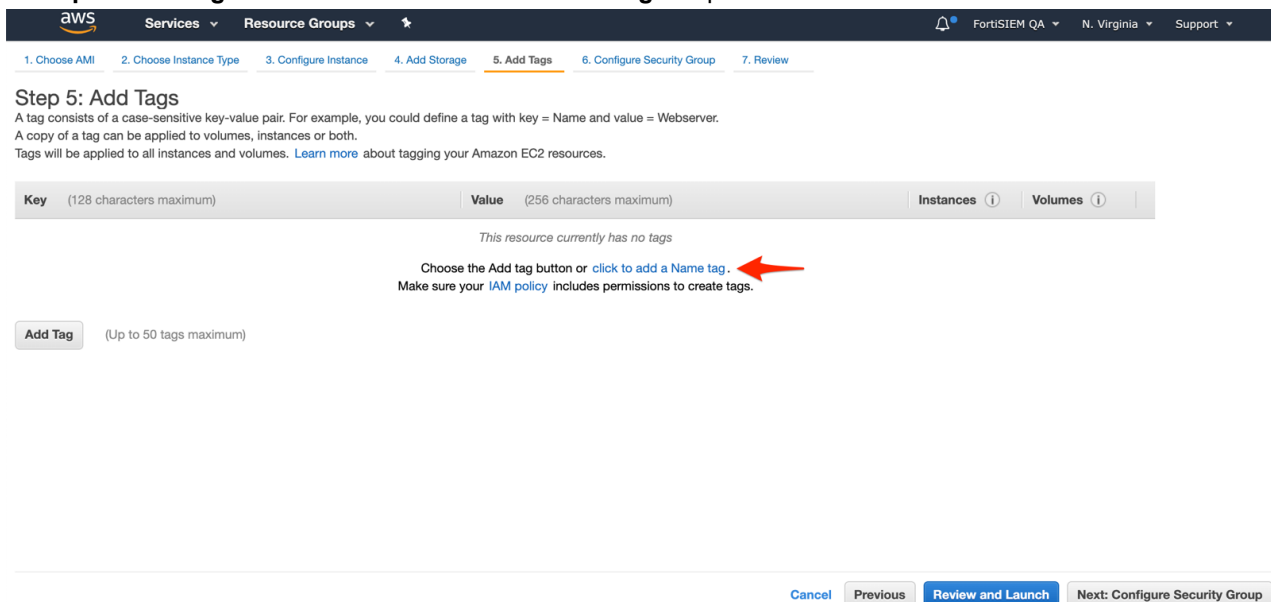 aws Services Resource Groups FortiSIEM QA N. Virginia Support
1. Choose AMI 2. Choose Instance Type 3. Configure Instance 4. Add Storage 5. Add Tags 6. Configure Security Group 7. Review
Step 5: Add Tags
A tag consists of a case-sensitive key-value pair. For example, you could define a tag with key = Name and value = Webserver.
A copy of a tag can be applied to volumes, instances or both.
Tags will be applied to all instances and volumes. Learn more about tagging your Amazon EC2 resources.
Key (128 characters maximum) Value (256 characters maximum) Instances i Volumes i
This resource currently has no tags
Choose the Add tag button or click to add a Name tag.
Make sure your IAM policy includes permissions to create tags.
Add Tag (Up to 50 tags maximum)
Cancel Previous Review and Launch Next: Configure Security Group